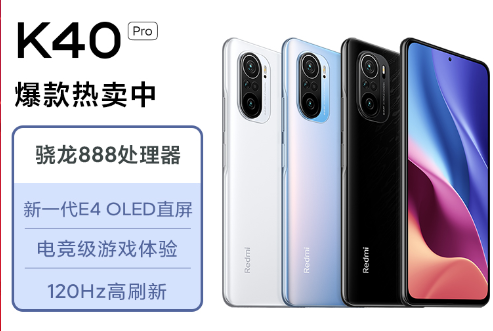 K40 Pro
爆款热卖中
骁龙888处理器
新一代E4 OLED直屏
电竞级游戏体验
120Hz高刷新
Redmi
Redmi
Redmi